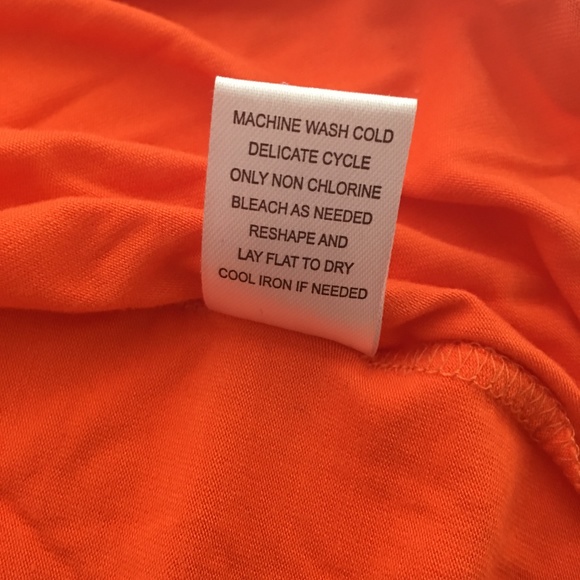 MACHINE WASH COLD
DELICATE CYCLE
ONLY NON CHLORINE
BLEACH AS NEEDED
RESHAPE AND
LAY FLAT TO DRY
COOL IRON IF NEEDED